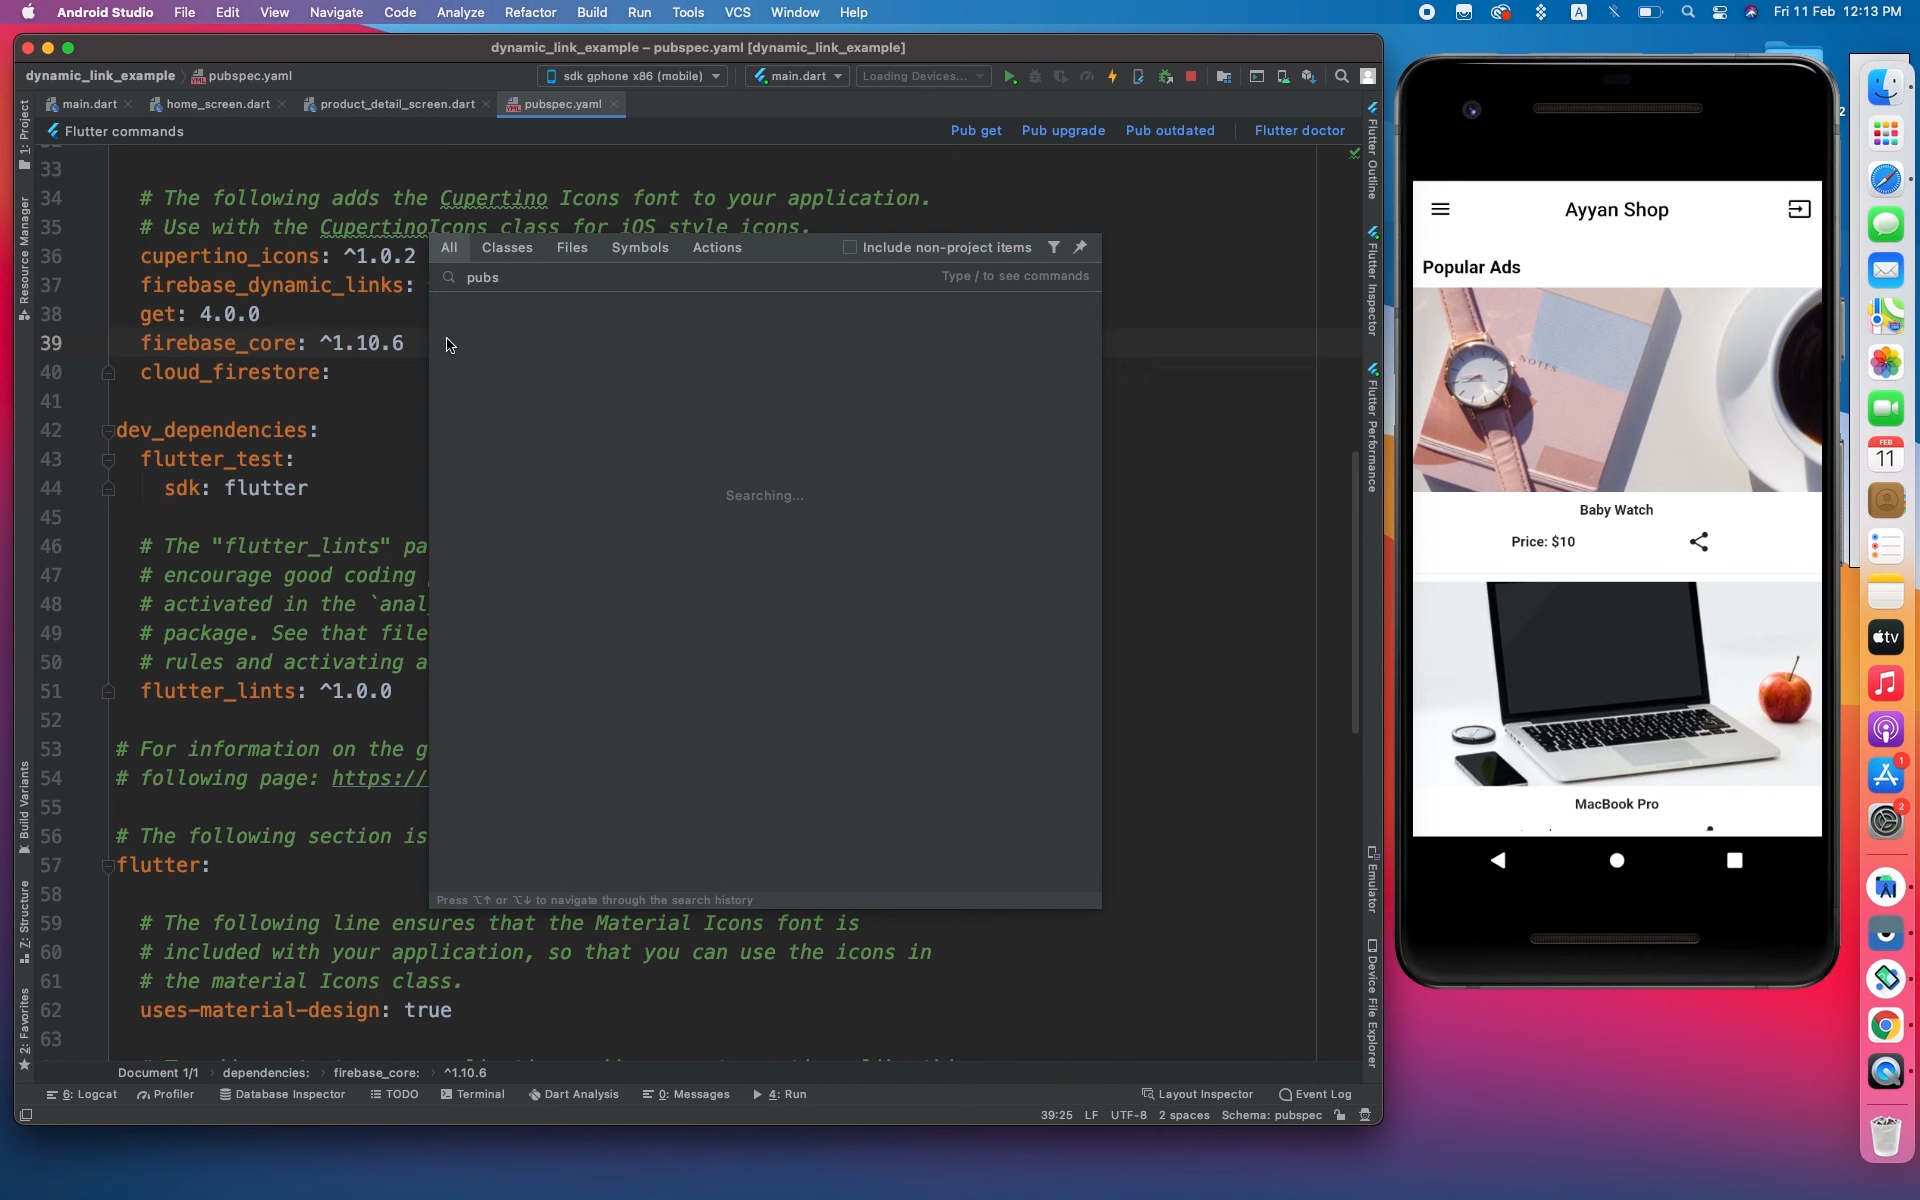 Android Studio File Edit View Navigate Code Analyze Refactor Build Run Tools VCS Window Help
A
Fri 11 Feb 12:13 PM
dynamic_link_example – pubspec.yaml [dynamic_link_example]
dynamic_link_example pubspec.yaml
sdk gphone x86 (mobile) main.dart Loading Devices...
main.dart home_screen.dart product_detail_screen.dart pubspec.yaml
Flutter commands
Pub get Pub upgrade Pub outdated Flutter doctor
33
34 # The following adds the Cupertino Icons font to your application.
35 # Use with the CupertinoIcons class for iOS style icons.
36 cupertino_icons: ^1.0.2
37 firebase_dynamic_links:
38 get: 4.0.0
39 firebase_core: ^1.10.6
40 cloud_firestore:
41
42 dev_dependencies:
43 flutter_test:
44 sdk: flutter
45
46 # The "flutter_lints" pa
47 # encourage good coding
48 # activated in the `anal
49 # package. See that file
50 # rules and activating a
51 flutter_lints: ^1.0.0
52
53 # For information on the g
54 # following page: https://
55
56 # The following section is
57 flutter:
58
59 # The following line ensures that the Material Icons font is
60 # included with your application, so that you can use the icons in
61 # the material Icons class.
62 uses-material-design: true
63
All Classes Files Symbols Actions Include non-project items
pubs Type / to see commands
Searching...
Press ⌥↑ or ⌥↓ to navigate through the search history
1: Project
Resource Manager
Build Variants
Z: Structure
2: Favorites
Flutter Outline
Flutter Inspector
Flutter Performance
Emulator
Device File Explorer
Document 1/1 dependencies: firebase_core: ^1.10.6
6: Logcat Profiler Database Inspector TODO Terminal Dart Analysis 0: Messages 4: Run Layout Inspector Event Log
39:25 LF UTF-8 2 spaces Schema: pubspec
Ayyan Shop
Popular Ads
NOTES
Baby Watch
Price: $10
MacBook Pro
2
FEB
11
tv
1
2